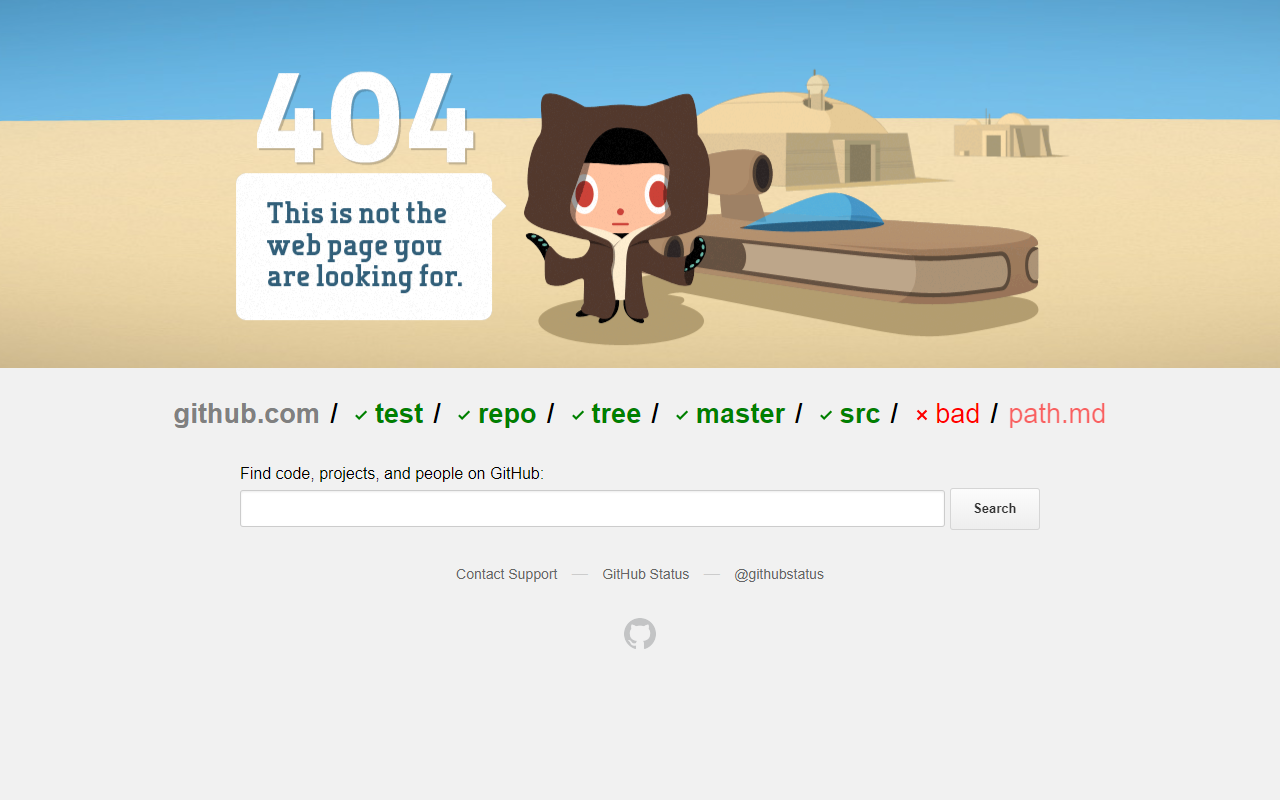 404
This is not the
web page you
are looking for.
github.com / ✓ test / ✓ repo / ✓ tree / ✓ master / ✓ src / × bad / path.md
Find code, projects, and people on GitHub:
Search
Contact Support — GitHub Status — @githubstatus